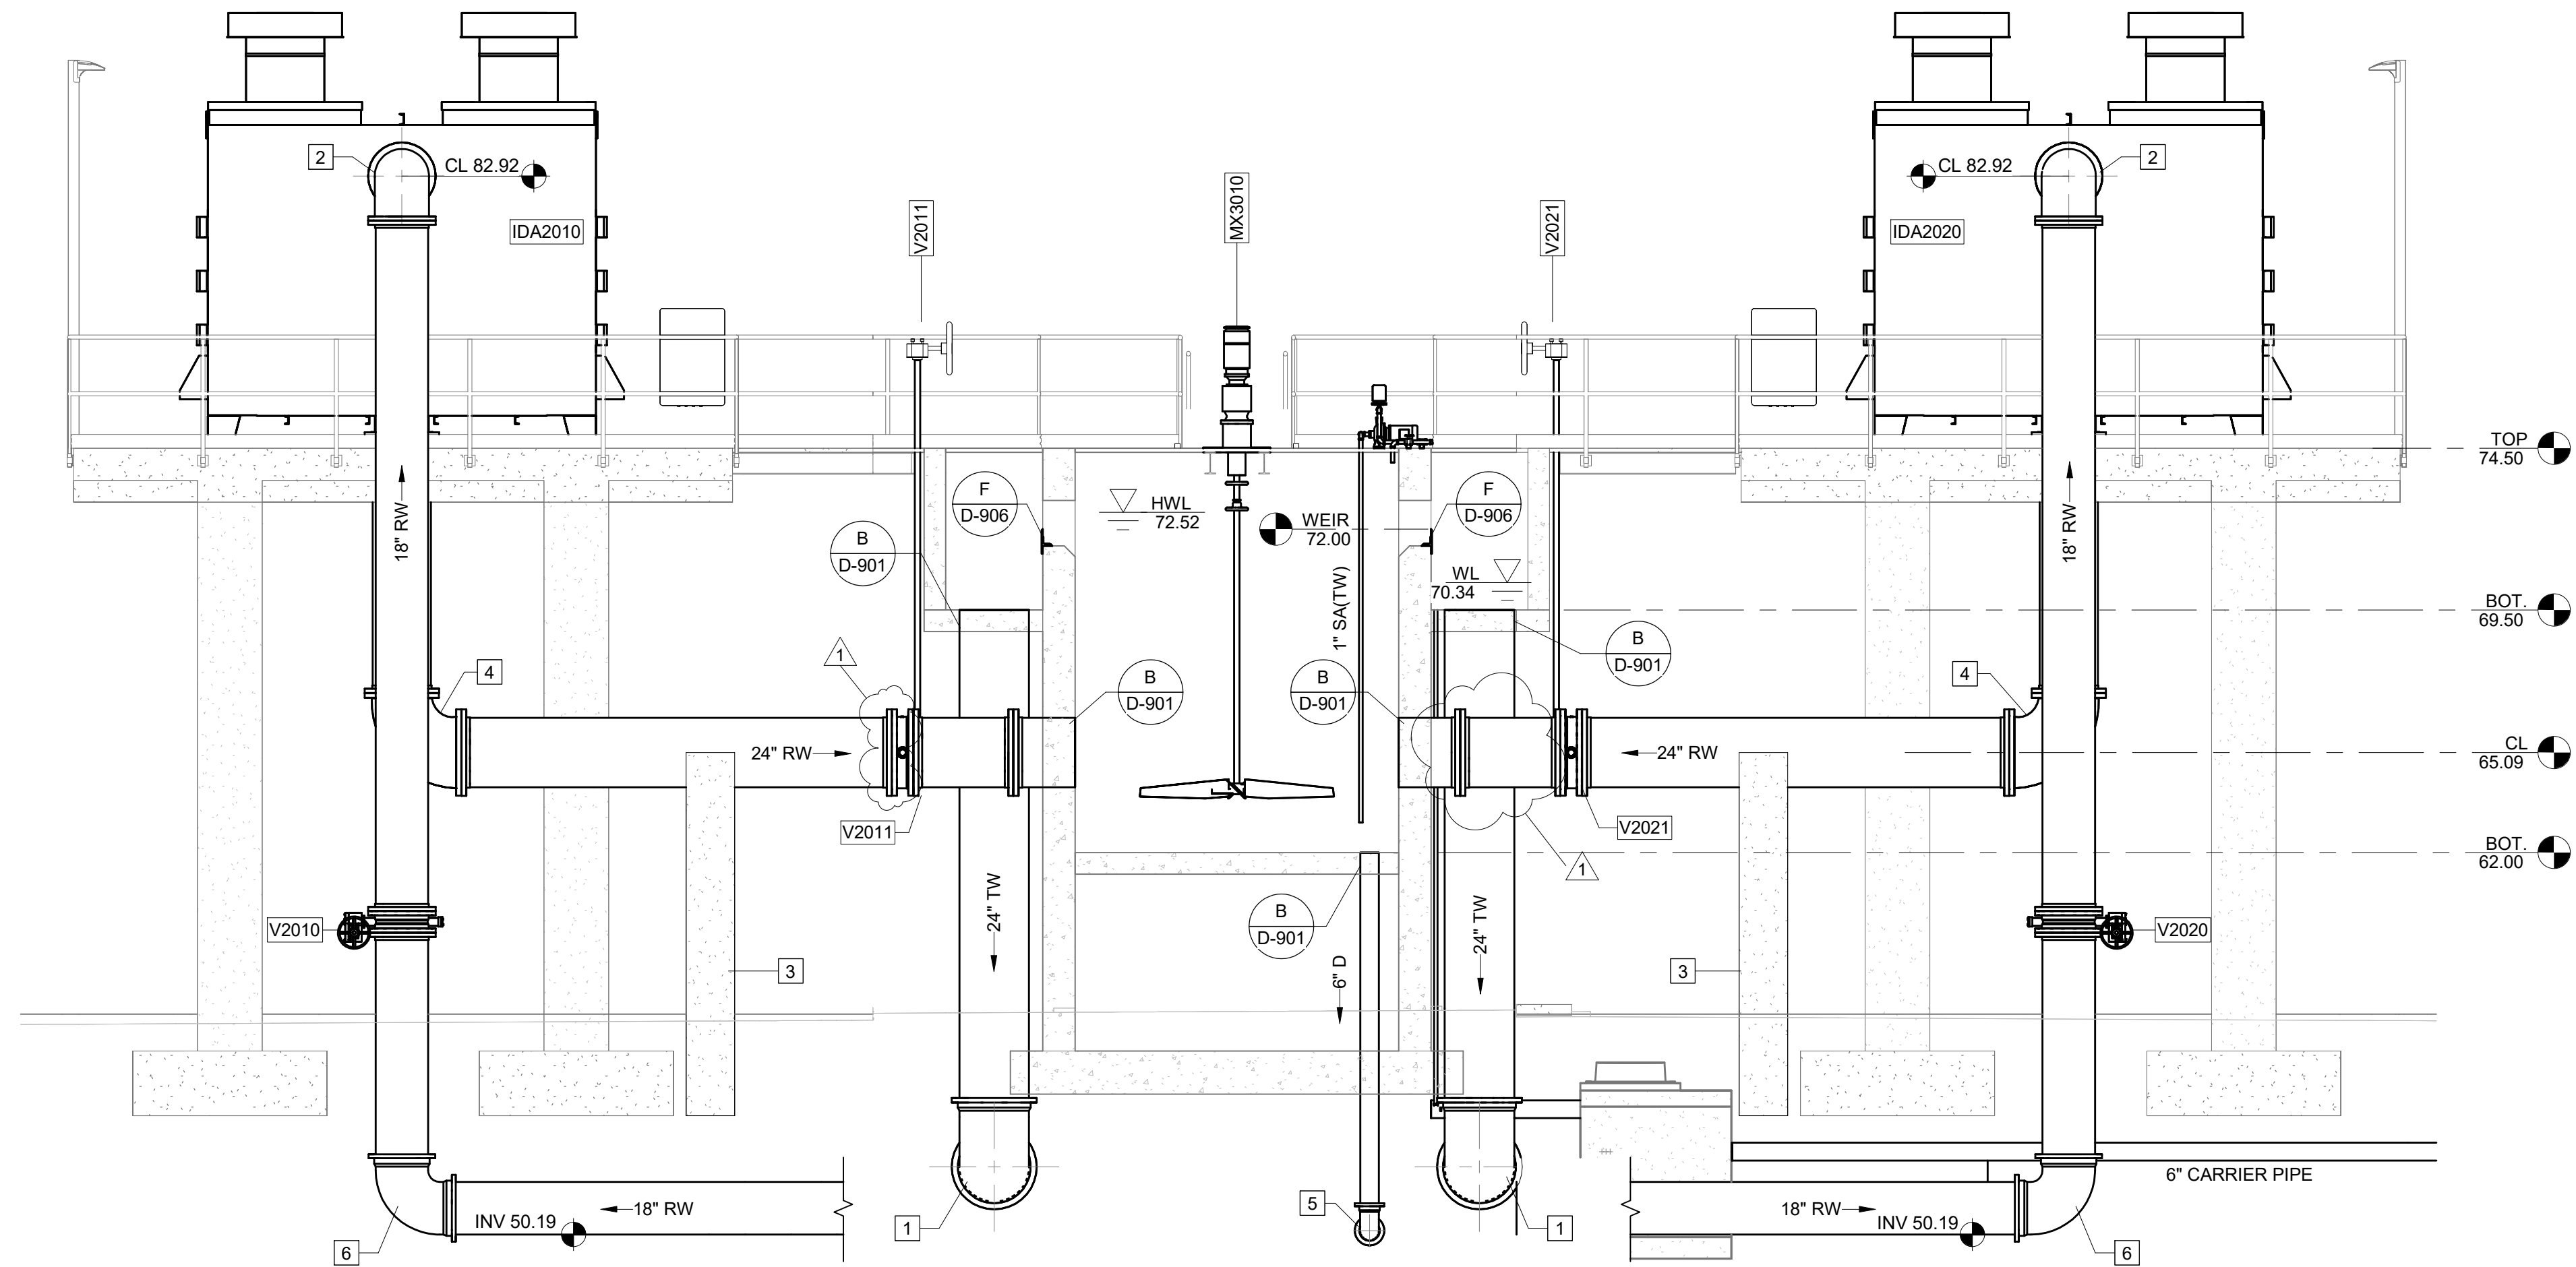 2
CL 82.92
IDA2010
V2011
MX3010
V2021
CL 82.92
2
IDA2020
TOP
74.50
18" RW
F
D-906
HWL
72.52
WEIR
72.00
F
D-906
18" RW
B
D-901
1" SA(TW)
WL
70.34
BOT.
69.50
1
4
B
D-901
B
D-901
B
D-901
4
24" RW
24" RW
CL
65.09
V2011
V2021
1
BOT.
62.00
V2010
24" TW
B
D-901
24" TW
V2020
3
6" D
3
6" CARRIER PIPE
18" RW
INV 50.19
6
1
5
1
18" RW
INV 50.19
6